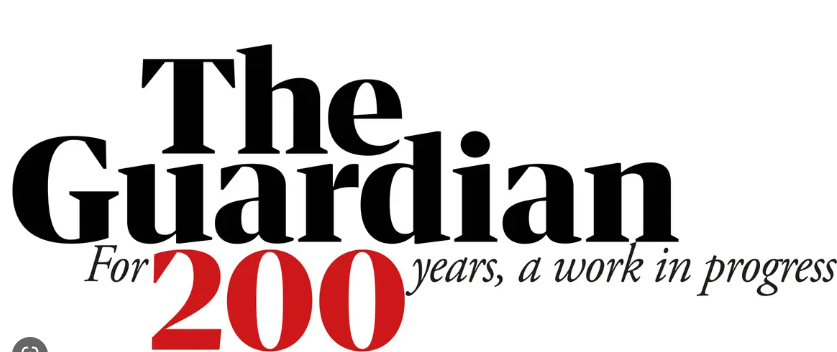 The
Guardian
For 200 years, a work in progress